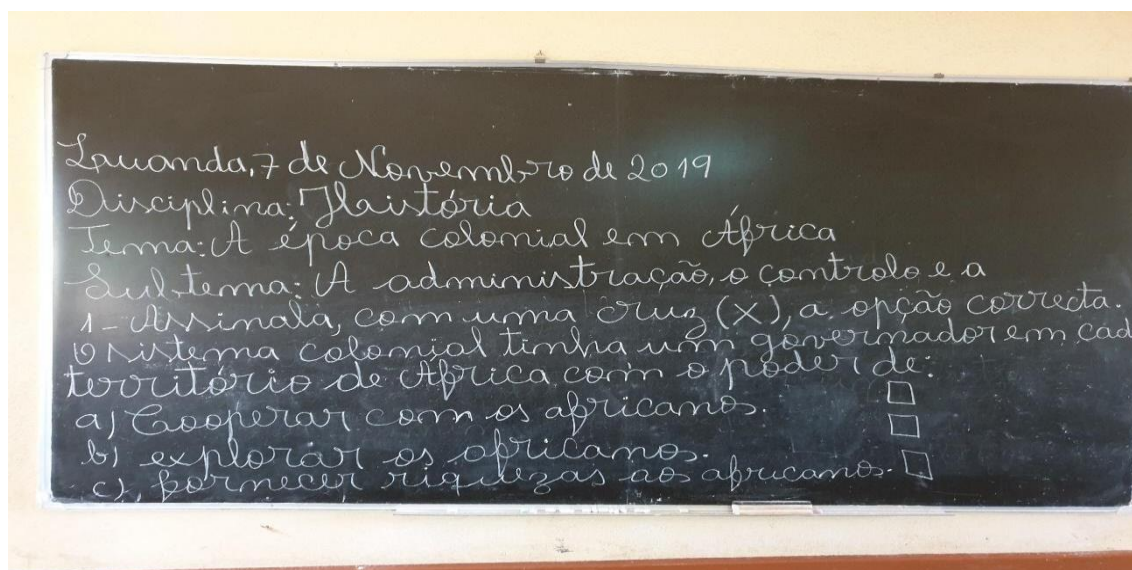 Luuanda, 7 de Novembro de 2019
Disciplina: História
Tema: A época colonial em África
Subtema: A administração, o controlo e a
1- Assinala, com uma cruz (X), a opção correcta.
O sistema colonial tinha um governador em cad
território de África com o poder de:
a) Cooperar com os africanos.
b) explorar os africanos.
c), Fornecer riquezas aos africanos.